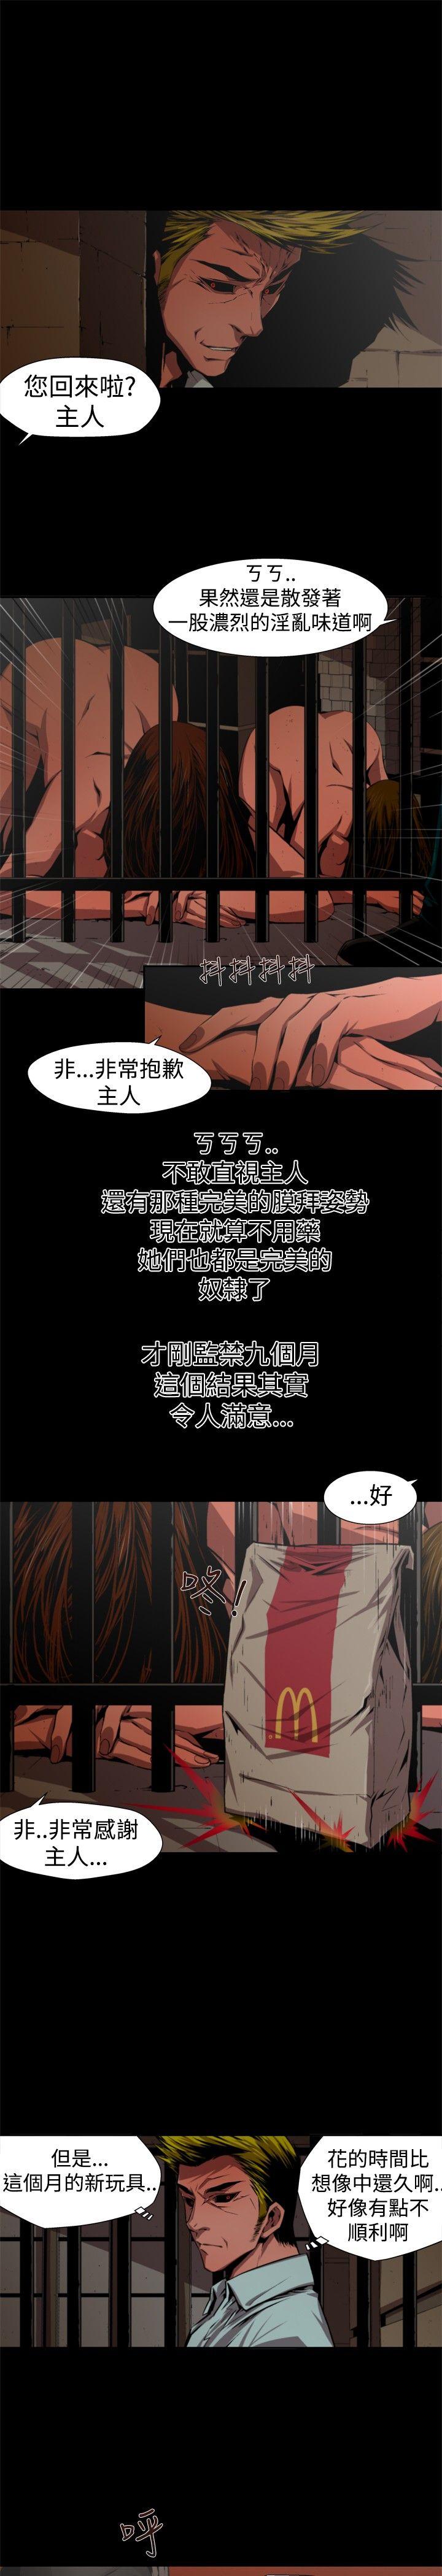 您回來啦?
主人
ㄎㄎ..
果然還是散發著
一股濃烈的淫亂味道啊
抖抖抖抖
非...非常抱歉
主人
ㄎㄎㄎ..
不敢直視主人
還有那種完美的膜拜姿勢
現在就算不用藥
她們也都是完美的
奴隸了
才剛監禁九個月
這個結果其實
令人滿意...
...好
咚!
M
非..非常感謝
主人...
但是...
這個月的新玩具..
花的時間比
想像中還久啊..
好像有點不
順利啊
呼